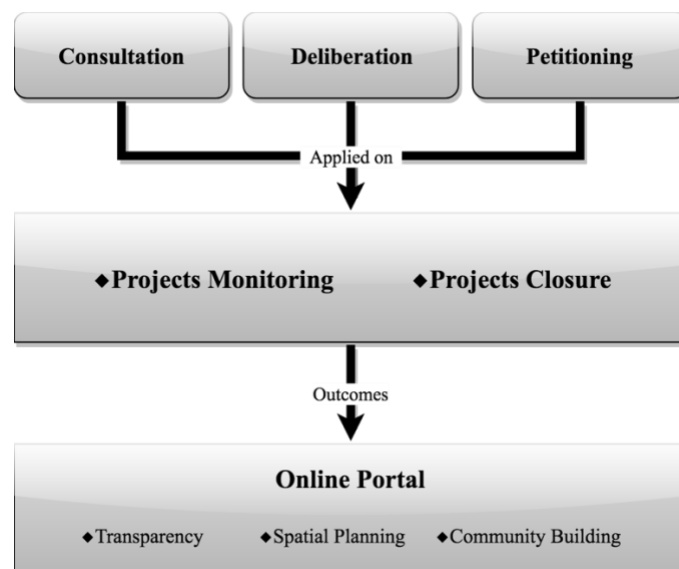 Consultation Deliberation Petitioning
Applied on
◆Projects Monitoring ◆Projects Closure
Outcomes
Online Portal
◆Transparency ◆Spatial Planning ◆Community Building